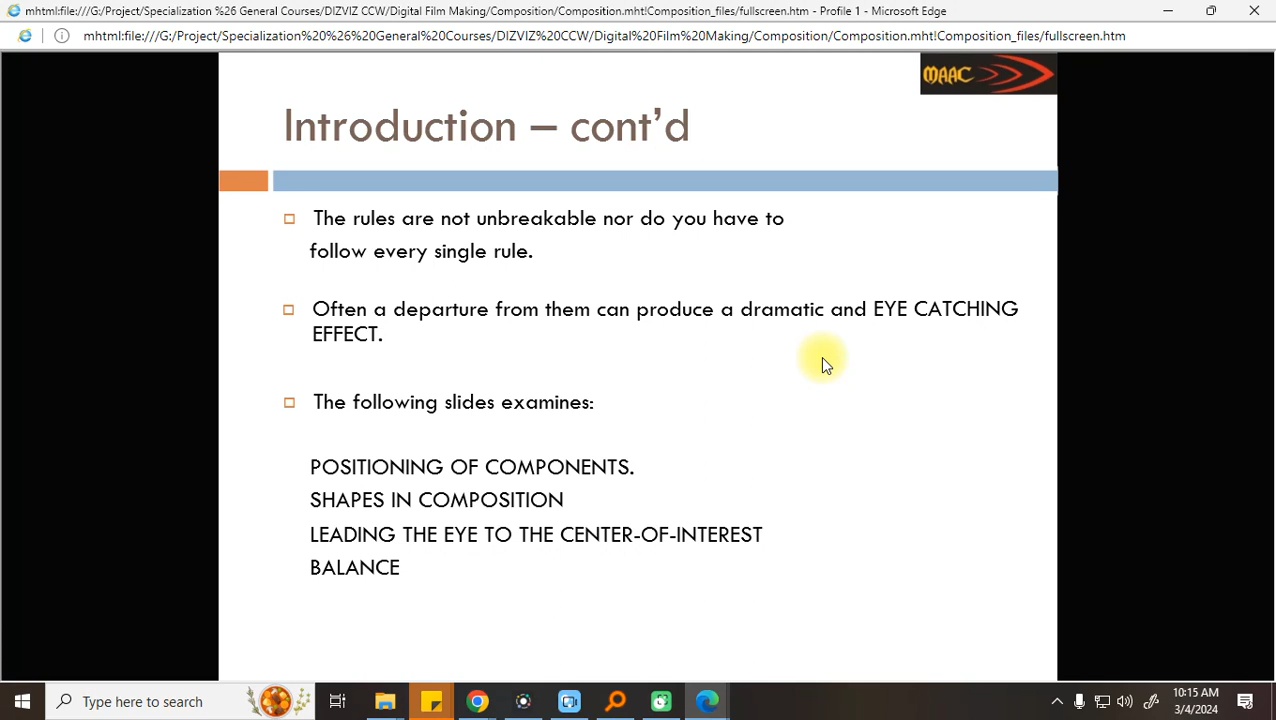 mhtml:file:///G:/Project/Specialization %26 General Courses/DIZVIZ CCW/Digital Film Making/Composition/Composition.mht!Composition_files/fullscreen.htm - Profile 1 - Microsoft Edge
mhtml:file:///G:/Project/Specialization%20%26%20General%20Courses/DIZVIZ%20CCW/Digital%20Film%20Making/Composition/Composition.mht!Composition_files/fullscreen.htm
MAAC
Introduction – cont’d
The rules are not unbreakable nor do you have to
follow every single rule.
Often a departure from them can produce a dramatic and EYE CATCHING
EFFECT.
The following slides examines:
POSITIONING OF COMPONENTS.
SHAPES IN COMPOSITION
LEADING THE EYE TO THE CENTER-OF-INTEREST
BALANCE
Type here to search
10:15 AM
3/4/2024